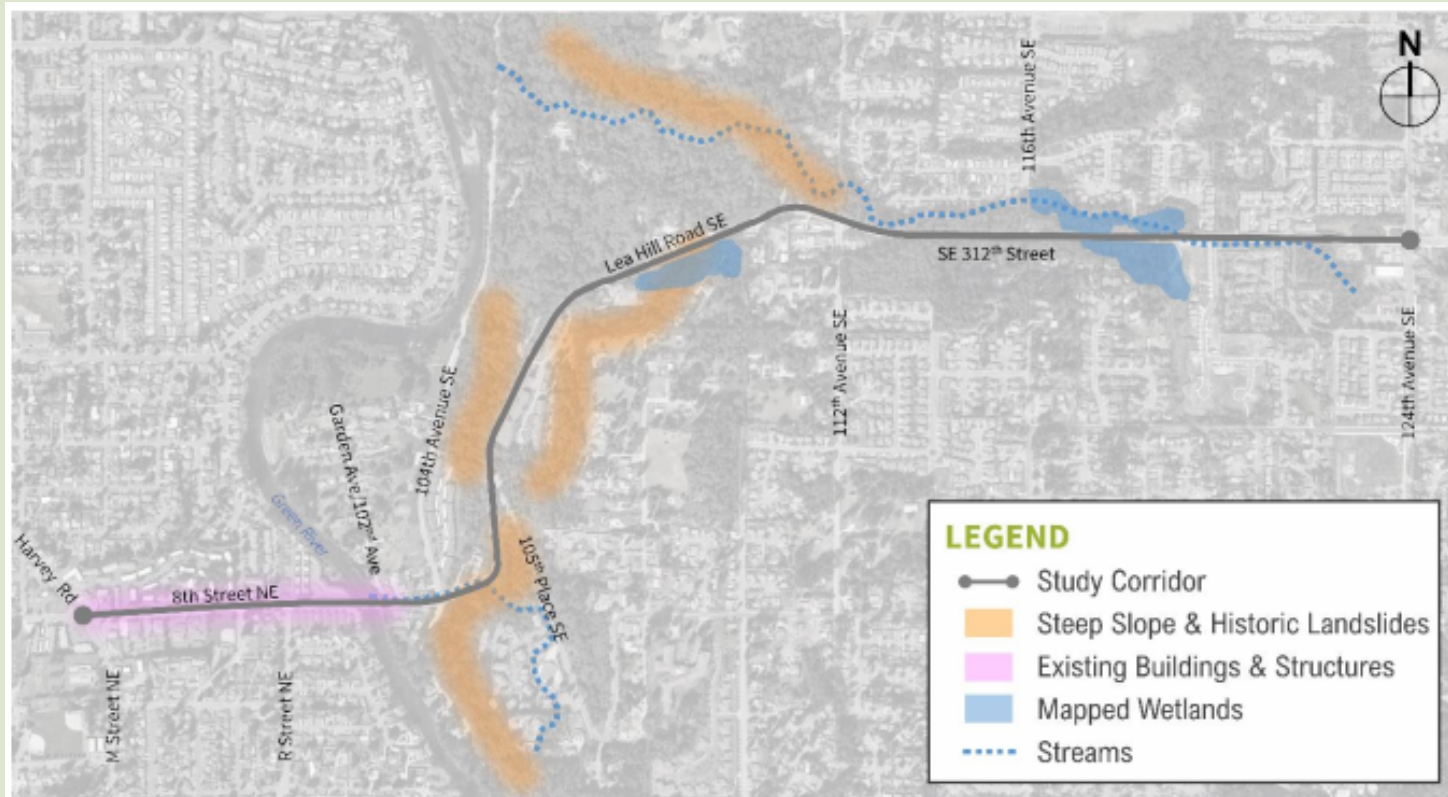 N
116th Avenue SE
Lea Hill Road SE
SE 312th Street
112th Avenue SE
124th Avenue SE
104th Avenue SE
Garden Ave/102nd Ave
Green River
105th Place SE
Harvey Rd
8th Street NE
M Street NE
R Street NE
LEGEND
Study Corridor
Steep Slope & Historic Landslides
Existing Buildings & Structures
Mapped Wetlands
Streams